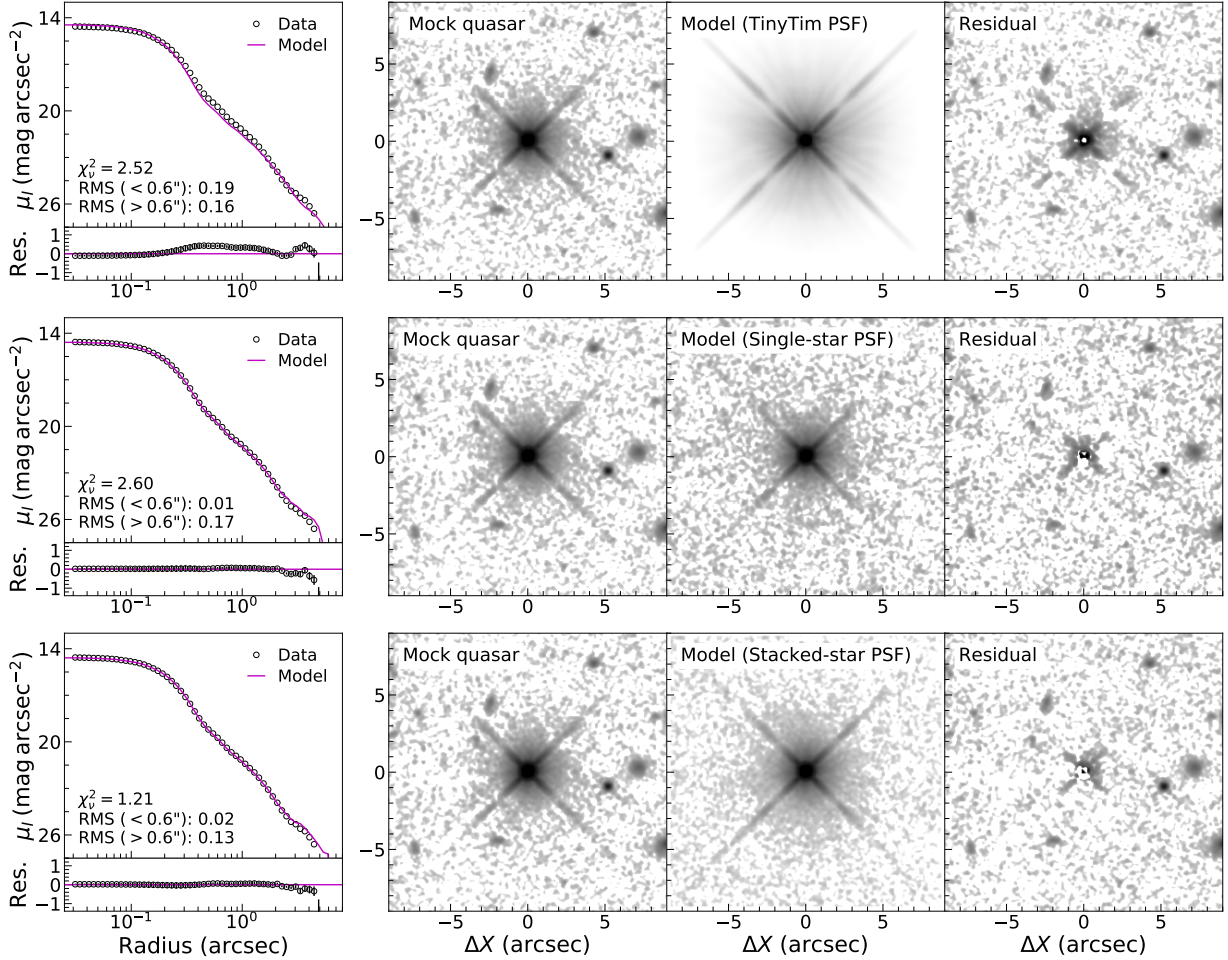 14
20
26
μ_I (mag arcsec⁻²)
Data
Model
χ²_ν = 2.52
RMS (< 0.6"): 0.19
RMS (> 0.6"): 0.16
1
0
−1
Res.
10⁻¹ 10⁰
Mock quasar
Model (TinyTim PSF)
Residual
5
0
−5
−5 0 5 −5 0 5 −5 0 5
14
20
26
μ_I (mag arcsec⁻²)
Data
Model
χ²_ν = 2.60
RMS (< 0.6"): 0.01
RMS (> 0.6"): 0.17
1
0
−1
Res.
10⁻¹ 10⁰
Mock quasar
Model (Single-star PSF)
Residual
5
0
−5
−5 0 5 −5 0 5 −5 0 5
14
20
26
μ_I (mag arcsec⁻²)
Data
Model
χ²_ν = 1.21
RMS (< 0.6"): 0.02
RMS (> 0.6"): 0.13
1
0
−1
Res.
10⁻¹ 10⁰
Radius (arcsec)
Mock quasar
Model (Stacked-star PSF)
Residual
5
0
−5
−5 0 5 −5 0 5 −5 0 5
ΔX (arcsec) ΔX (arcsec) ΔX (arcsec)